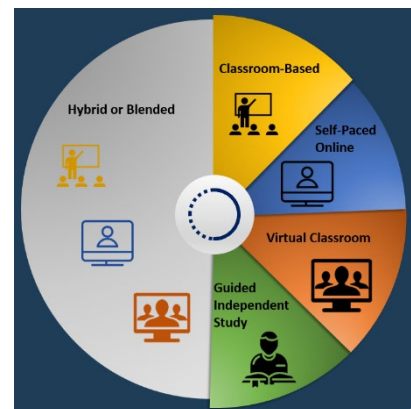 Classroom-Based
Hybrid or Blended
Self-Paced
Online
Virtual Classroom
Guided
Independent
Study